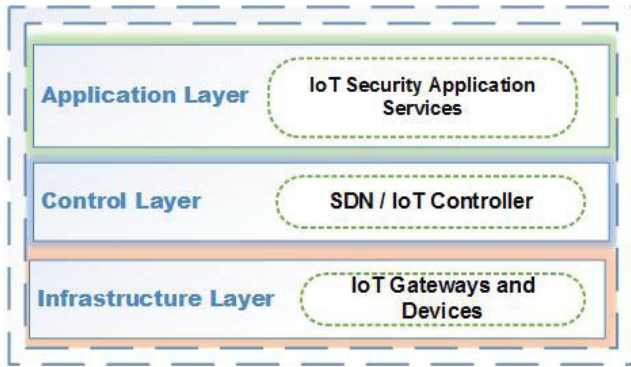 Application Layer
IoT Security Application
Services
Control Layer
SDN / IoT Controller
Infrastructure Layer
IoT Gateways and
Devices